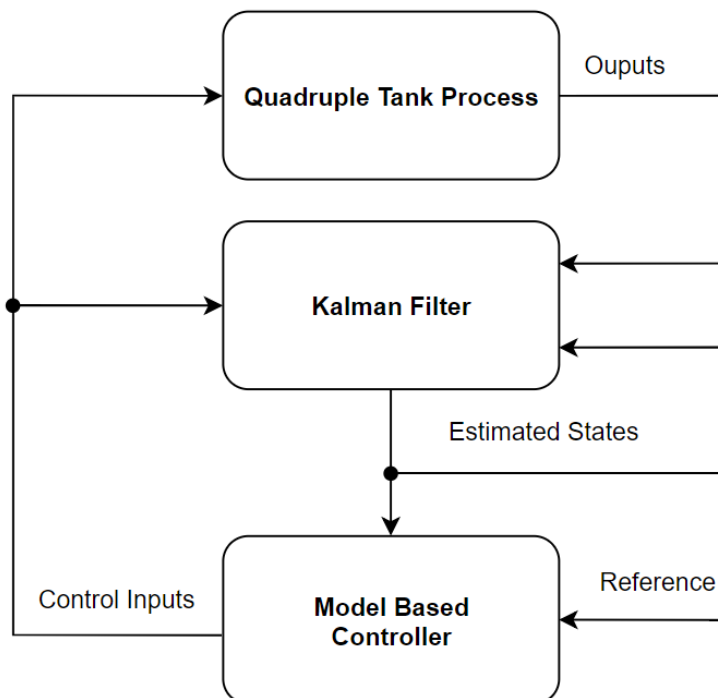 Ouputs
Quadruple Tank Process
Kalman Filter
Estimated States
Reference
Control Inputs
Model Based
Controller